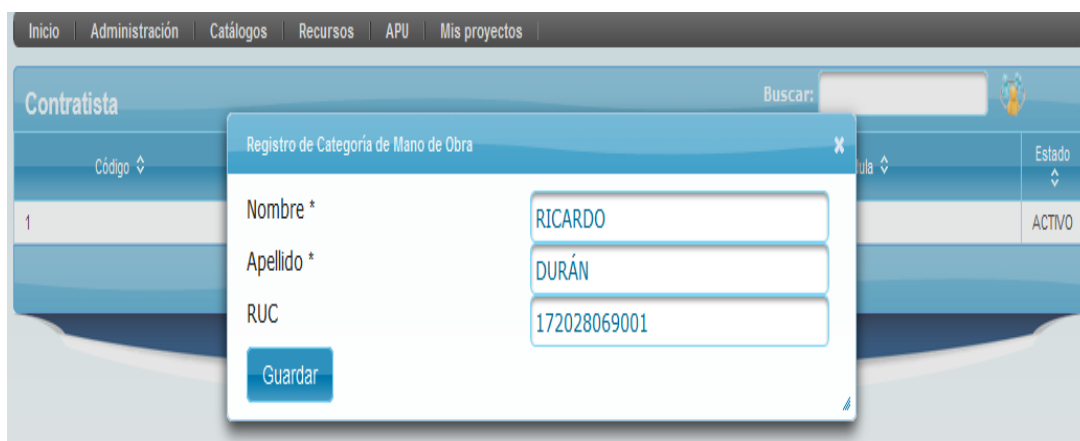 Inicio Administración Catálogos Recursos APU Mis proyectos
Contratista Buscar:
Registro de Categoría de Mano de Obra
Código Estado
Nombre * RICARDO
1 ACTIVO
Apellido * DURÁN
RUC 172028069001
Guardar